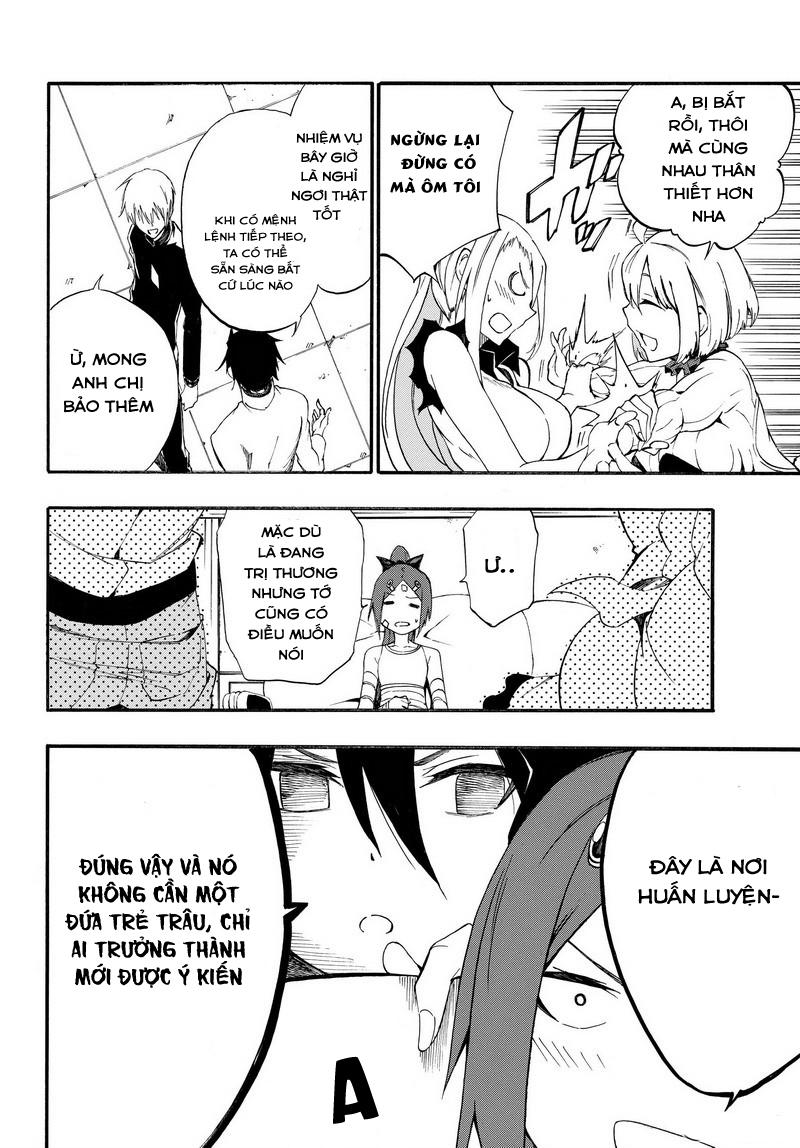 A, BỊ BẮT
RỒI, THÔI
MÀ CÙNG
NHAU THÂN
THIẾT HƠN
NHA
NGỪNG LẠI
ĐỪNG CÓ
MÀ ÔM TÔI
NHIỆM VỤ
BÂY GIỜ
LÀ NGHỈ
NGƠI THẬT
TỐT
KHI CÓ MỆNH
LỆNH TIẾP THEO,
TA CÓ THỂ
SẴN SÀNG BẤT
CỨ LÚC NÀO
Ừ, MONG
ANH CHỊ
BẢO THÊM
Ư..
MẶC DÙ
LÀ ĐANG
TRỊ THƯƠNG
NHƯNG TỚ
CŨNG CÓ
ĐIỀU MUỐN
NÓI
ĐÂY LÀ NƠI
HUẤN LUYỆN-
ĐÚNG VẬY VÀ NÓ
KHÔNG CẦN MỘT
ĐỨA TRẺ TRÂU, CHỈ
AI TRƯỞNG THÀNH
MỚI ĐƯỢC Ý KIẾN
A